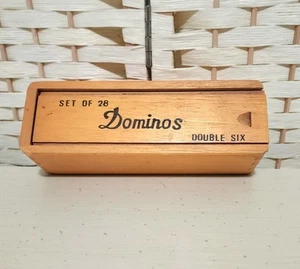 SET OF 28
Dominos
DOUBLE SIX